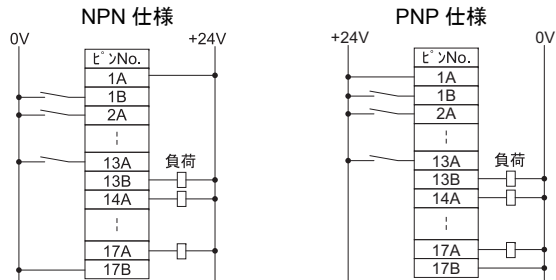 NPN 仕様
0V +24V
ピンNo.
1A
1B
2A
13A 負荷
13B
14A
17A
17B
PNP 仕様
+24V 0V
ピンNo.
1A
1B
2A
13A 負荷
13B
14A
17A
17B